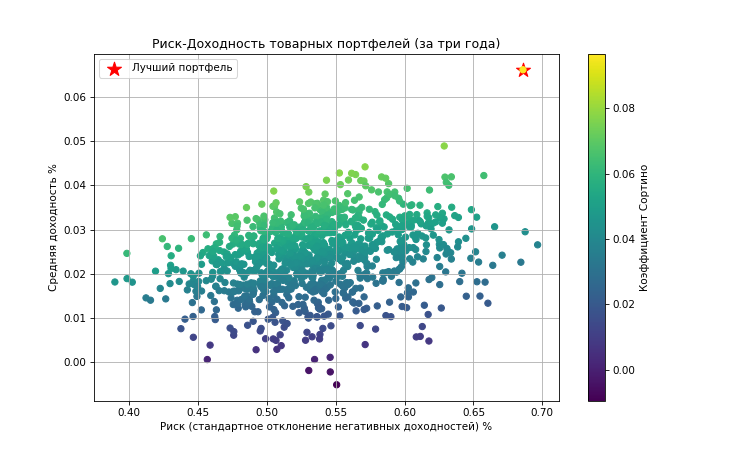 Риск-Доходность товарных портфелей (за три года)
Лучший портфель
Средняя доходность %
0.06
0.05
0.04
0.03
0.02
0.01
0.00
0.40 0.45 0.50 0.55 0.60 0.65 0.70
Риск (стандартное отклонение негативных доходностей) %
0.08
0.06
0.04
0.02
0.00
Коэффициент Сортино